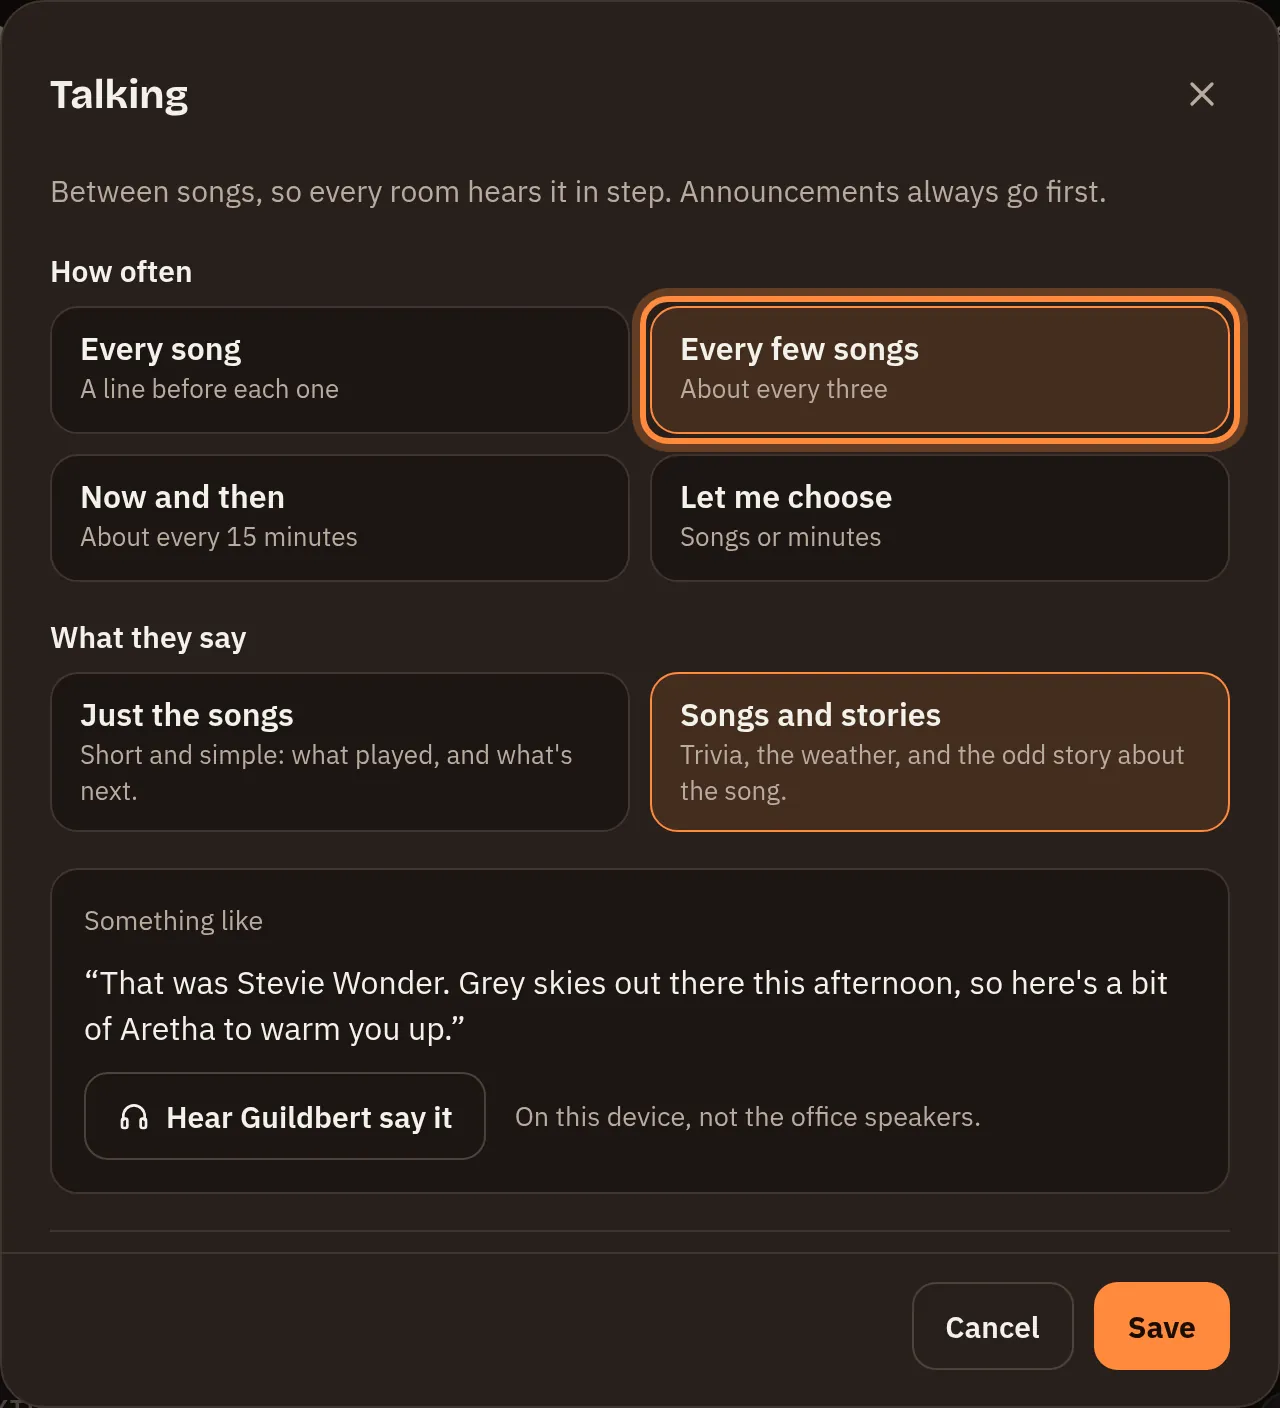 Talking
Between songs, so every room hears it in step. Announcements always go first.
How often
Every song
A line before each one
Every few songs
About every three
Now and then
About every 15 minutes
Let me choose
Songs or minutes
What they say
Just the songs
Short and simple: what played, and what's
next.
Songs and stories
Trivia, the weather, and the odd story about
the song.
Something like
“That was Stevie Wonder. Grey skies out there this afternoon, so here's a bit
of Aretha to warm you up.”
Hear Guildbert say it
On this device, not the office speakers.
Cancel
Save